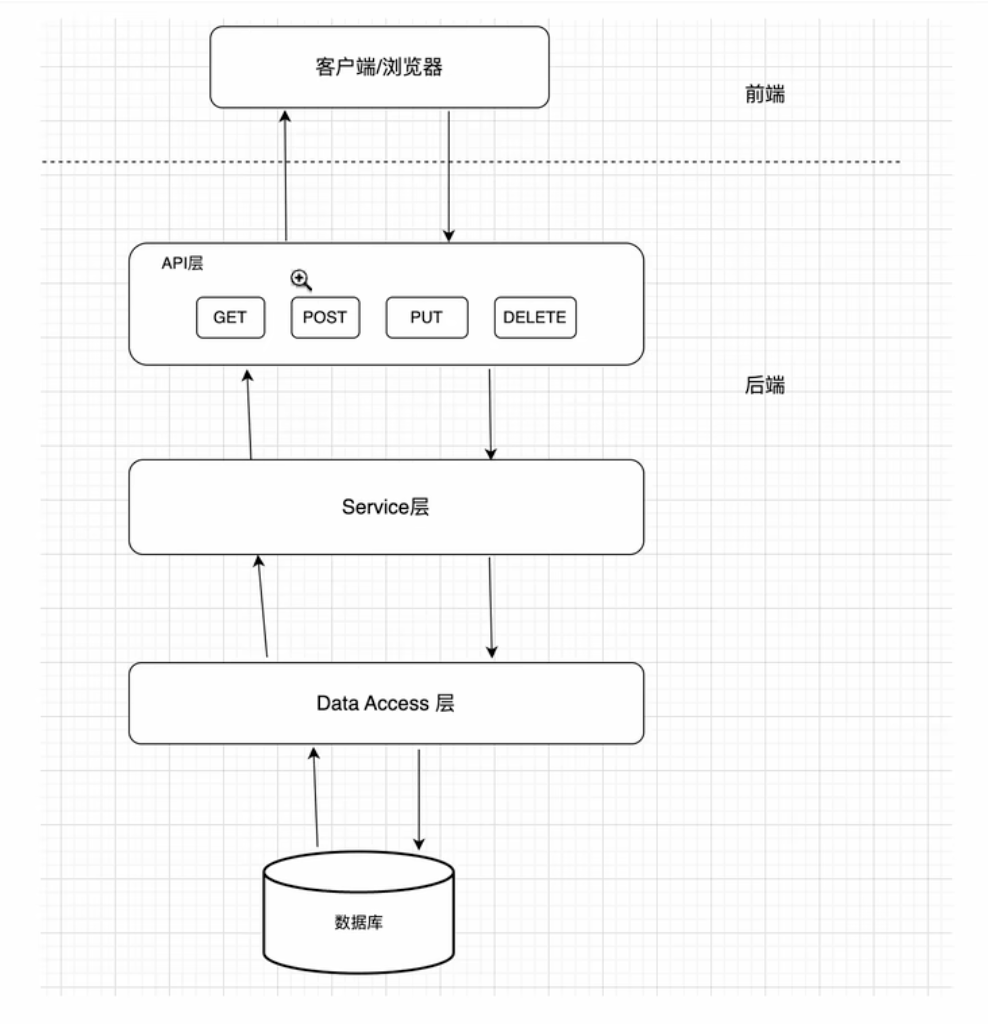 客户端/浏览器
前端
API层
GET
POST
PUT
DELETE
后端
Service层
Data Access 层
数据库